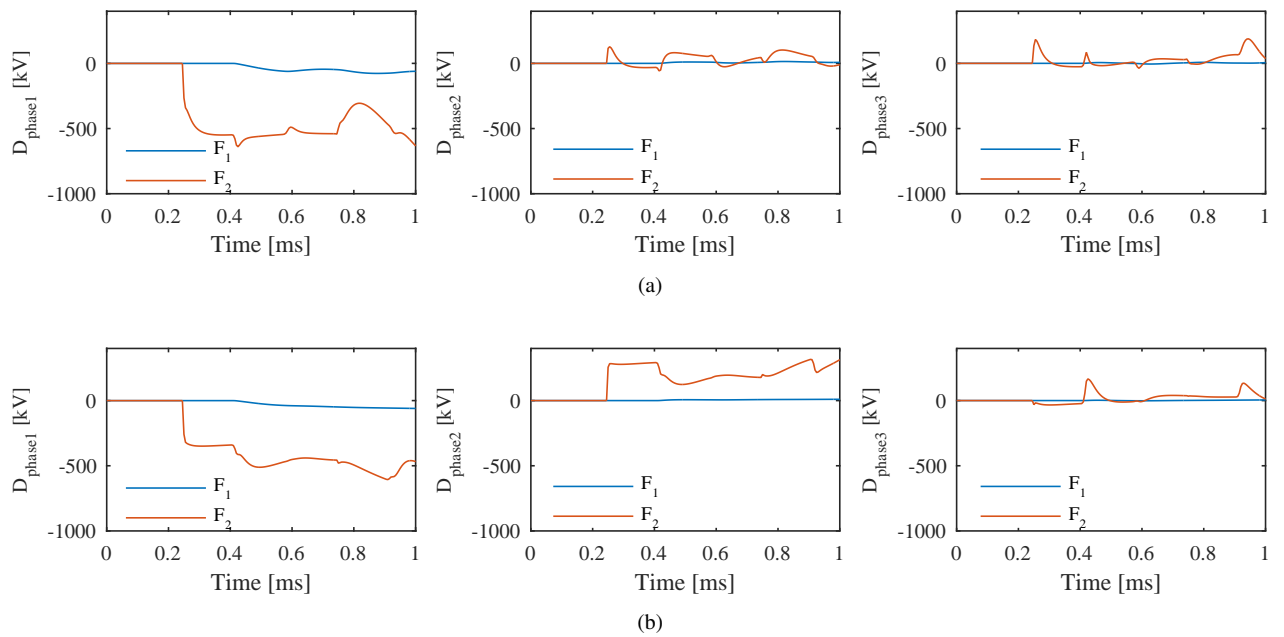 D_phase1 [kV]
0
-500
-1000
F_1
F_2
0 0.2 0.4 0.6 0.8 1
Time [ms]
D_phase2 [kV]
0
-500
-1000
F_1
F_2
0 0.2 0.4 0.6 0.8 1
Time [ms]
D_phase3 [kV]
0
-500
-1000
F_1
F_2
0 0.2 0.4 0.6 0.8 1
Time [ms]
(a)
D_phase1 [kV]
0
-500
-1000
F_1
F_2
0 0.2 0.4 0.6 0.8 1
Time [ms]
D_phase2 [kV]
0
-500
-1000
F_1
F_2
0 0.2 0.4 0.6 0.8 1
Time [ms]
D_phase3 [kV]
0
-500
-1000
F_1
F_2
0 0.2 0.4 0.6 0.8 1
Time [ms]
(b)